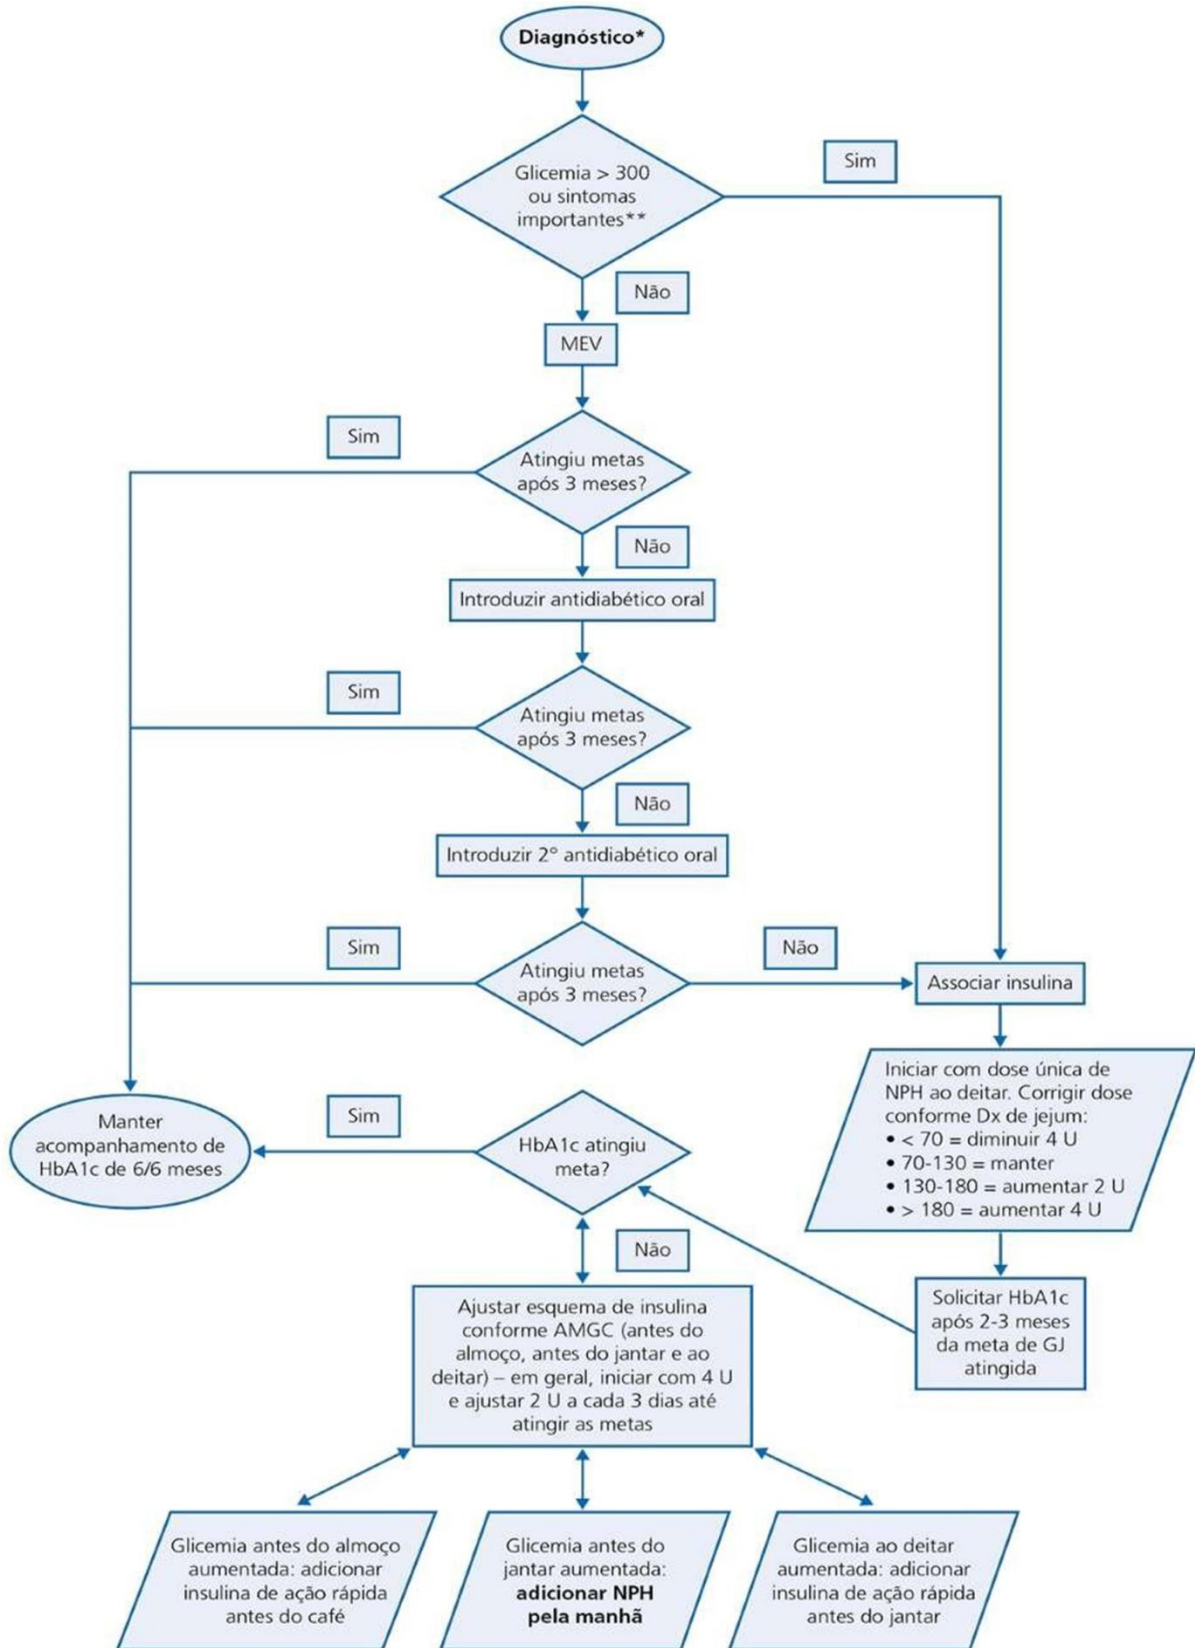 Diagnóstico*
Glicemia > 300
ou sintomas
importantes**
Sim
Não
MEV
Sim
Atingiu metas
após 3 meses?
Não
Introduzir antidiabético oral
Sim
Atingiu metas
após 3 meses?
Não
Introduzir 2º antidiabético oral
Sim
Atingiu metas
após 3 meses?
Não
Associar insulina
Iniciar com dose única de
NPH ao deitar. Corrigir dose
conforme Dx de jejum:
• < 70 = diminuir 4 U
• 70-130 = manter
• 130-180 = aumentar 2 U
• > 180 = aumentar 4 U
Manter
acompanhamento de
HbA1c de 6/6 meses
Sim
HbA1c atingiu
meta?
Não
Solicitar HbA1c
após 2-3 meses
da meta de GJ
atingida
Ajustar esquema de insulina
conforme AMGC (antes do
almoço, antes do jantar e ao
deitar) – em geral, iniciar com 4 U
e ajustar 2 U a cada 3 dias até
atingir as metas
Glicemia antes do almoço
aumentada: adicionar
insulina de ação rápida
antes do café
Glicemia antes do
jantar aumentada:
adicionar NPH
pela manhã
Glicemia ao deitar
aumentada: adicionar
insulina de ação rápida
antes do jantar